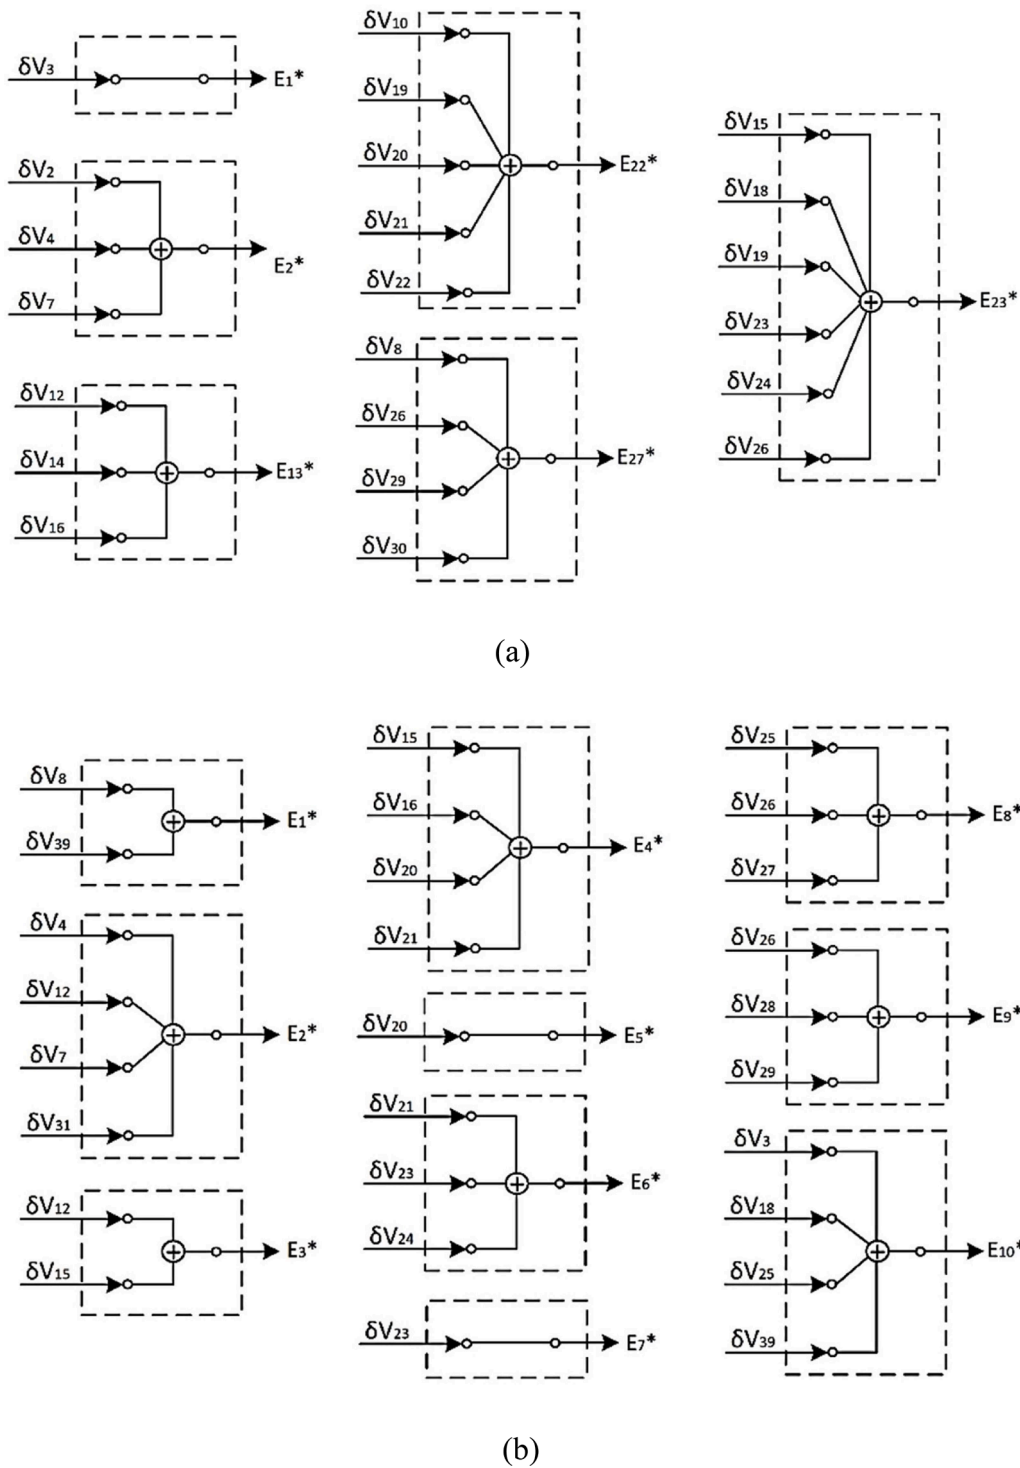 δV3
E1*
δV2
δV4
δV7
E2*
δV12
δV14
δV16
E13*
δV10
δV19
δV20
δV21
δV22
E22*
δV8
δV26
δV29
δV30
E27*
δV15
δV18
δV19
δV23
δV24
δV26
E23*
(a)
δV8
δV39
E1*
δV4
δV12
δV7
δV31
E2*
δV12
δV15
E3*
δV15
δV16
δV20
δV21
E4*
δV20
E5*
δV21
δV23
δV24
E6*
δV23
E7*
δV25
δV26
δV27
E8*
δV26
δV28
δV29
E9*
δV3
δV18
δV25
δV39
E10*
(b)